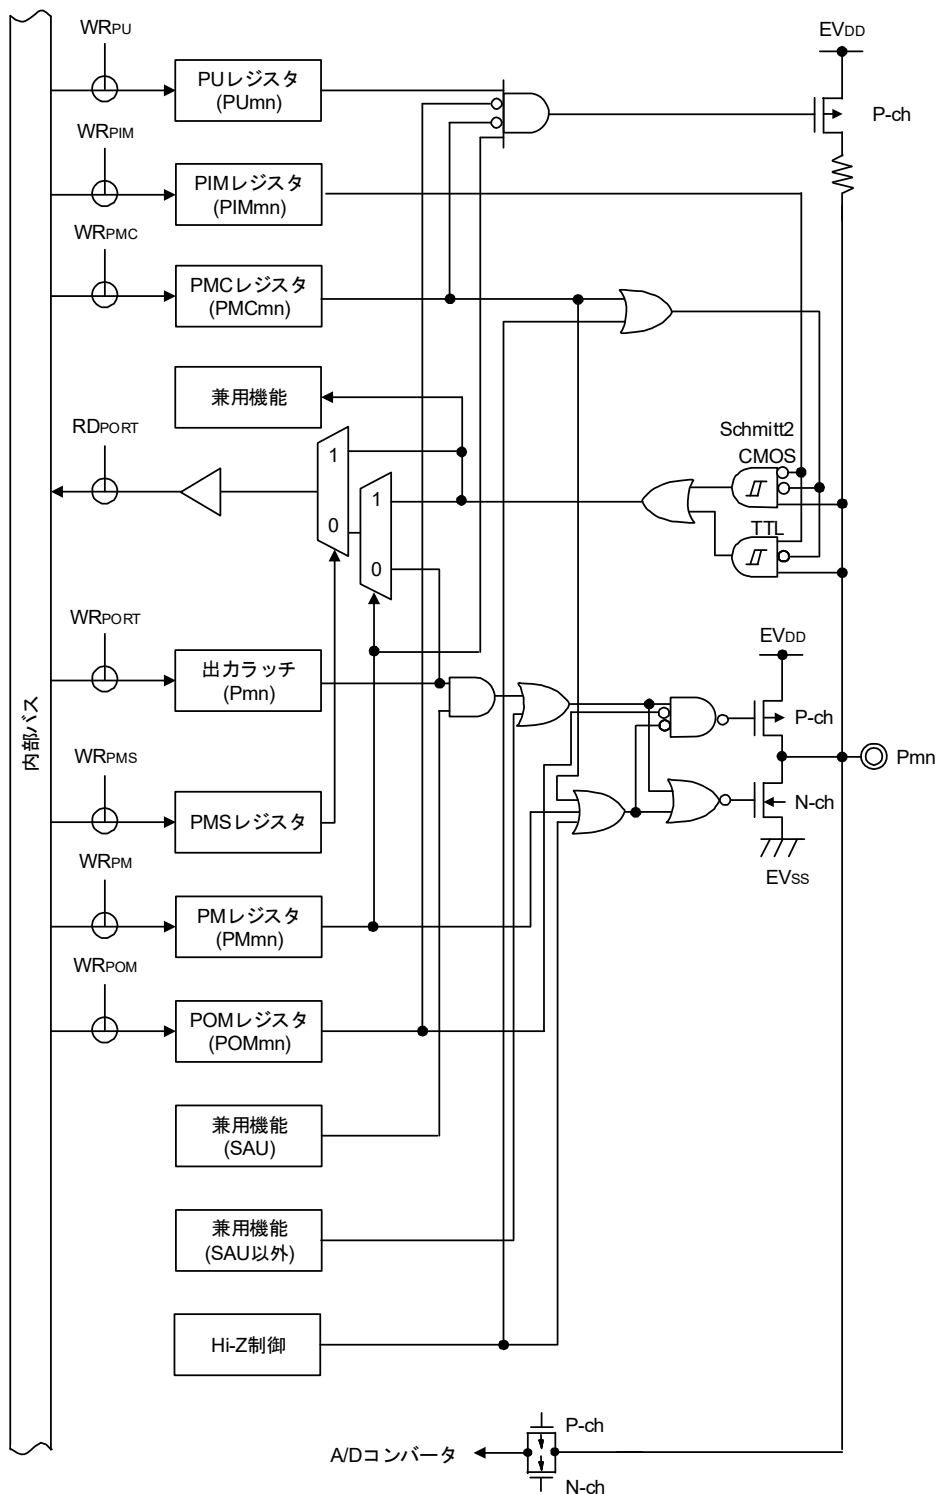 WRPU
PUレジスタ
(PUmn)
EVDD
P-ch
WRPIM
PIMレジスタ
(PIMmn)
WRPMC
PMCレジスタ
(PMCmn)
兼用機能
RDPORT
1
0
1
0
Schmitt2
CMOS
TTL
WRPORT
出力ラッチ
(Pmn)
EVDD
P-ch
Pmn
N-ch
EVSS
内部バス
WRPMS
PMSレジスタ
WRPM
PMレジスタ
(PMmn)
WRPOM
POMレジスタ
(POMmn)
兼用機能
(SAU)
兼用機能
(SAU以外)
Hi-Z制御
P-ch
A/Dコンバータ
N-ch